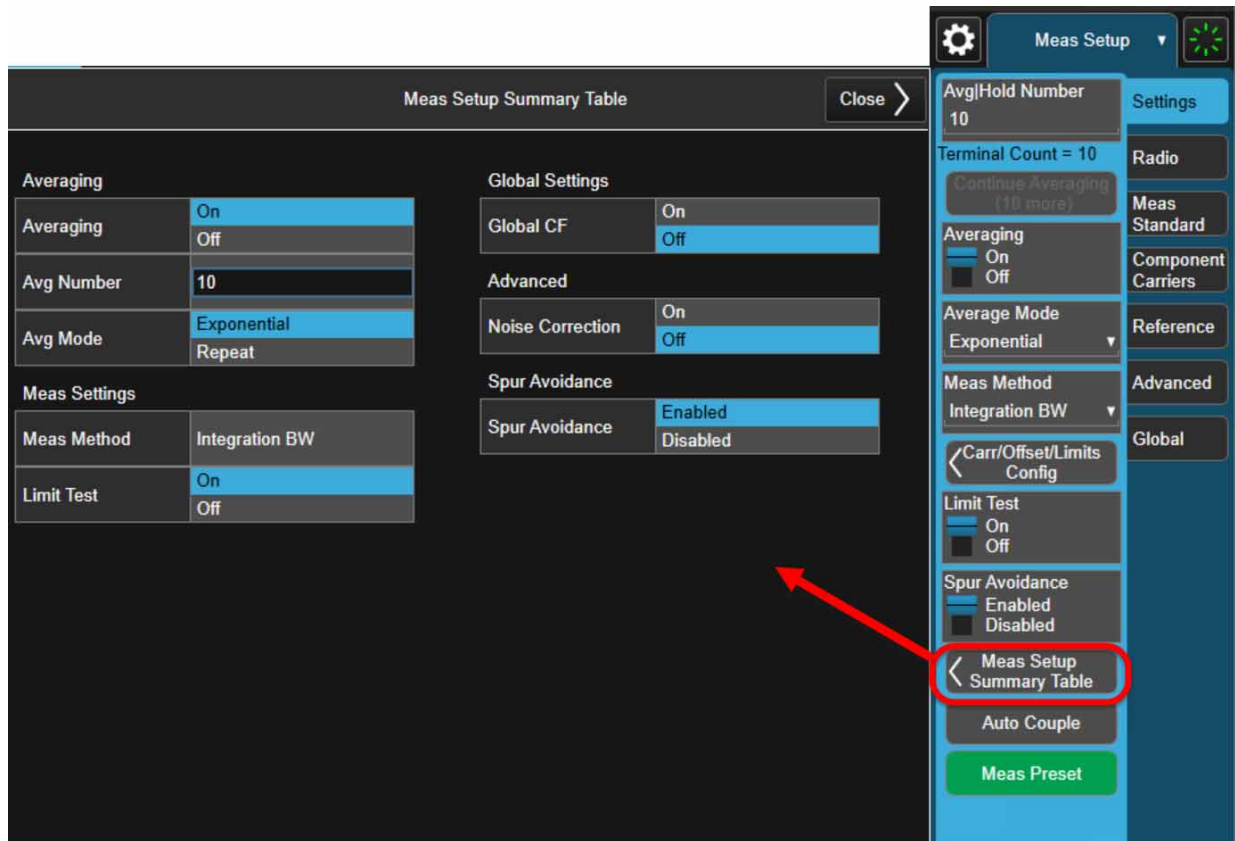 Meas Setup
Meas Setup Summary Table
Close
Averaging
Averaging
On
Off
Avg Number
10
Avg Mode
Exponential
Repeat
Meas Settings
Meas Method
Integration BW
Limit Test
On
Off
Global Settings
Global CF
On
Off
Advanced
Noise Correction
On
Off
Spur Avoidance
Spur Avoidance
Enabled
Disabled
Avg|Hold Number
10
Terminal Count = 10
Continue Averaging
(10 more)
Averaging
On
Off
Average Mode
Exponential
Meas Method
Integration BW
Carr/Offset/Limits
Config
Limit Test
On
Off
Spur Avoidance
Enabled
Disabled
Meas Setup
Summary Table
Auto Couple
Meas Preset
Settings
Radio
Meas
Standard
Component
Carriers
Reference
Advanced
Global